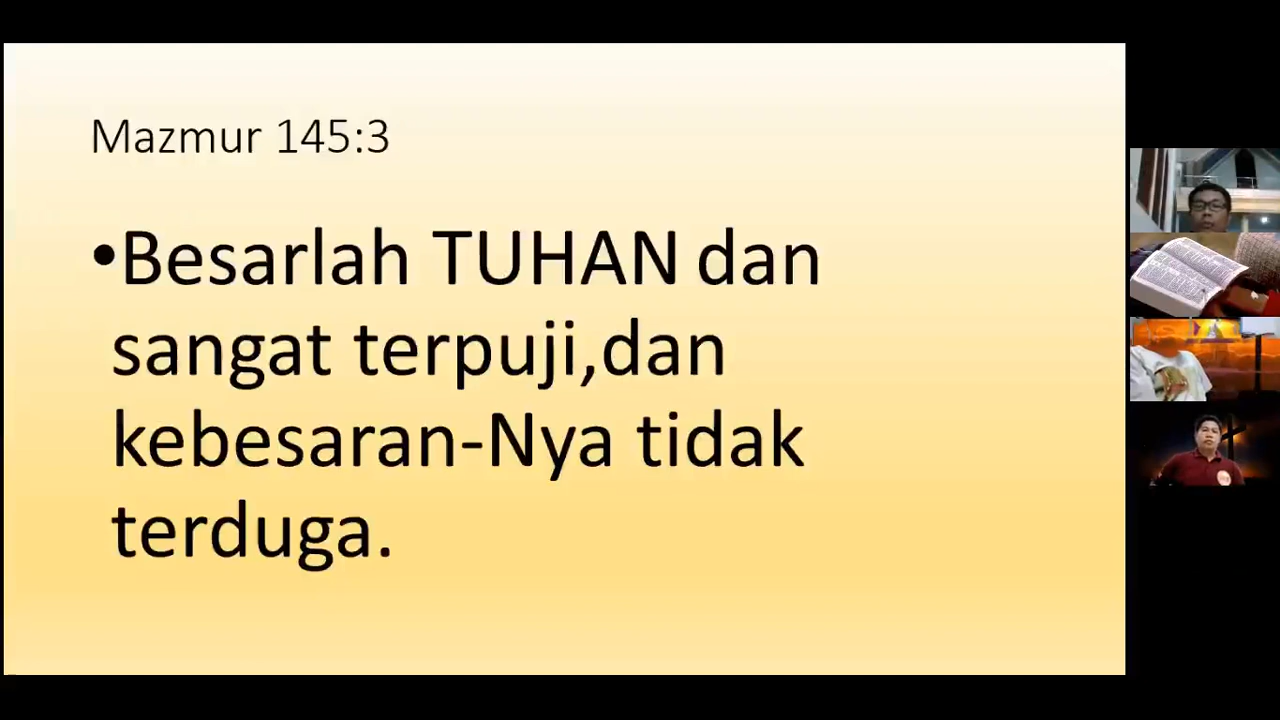 Mazmur 145:3
•Besarlah TUHAN dan
sangat terpuji,dan
kebesaran-Nya tidak
terduga.